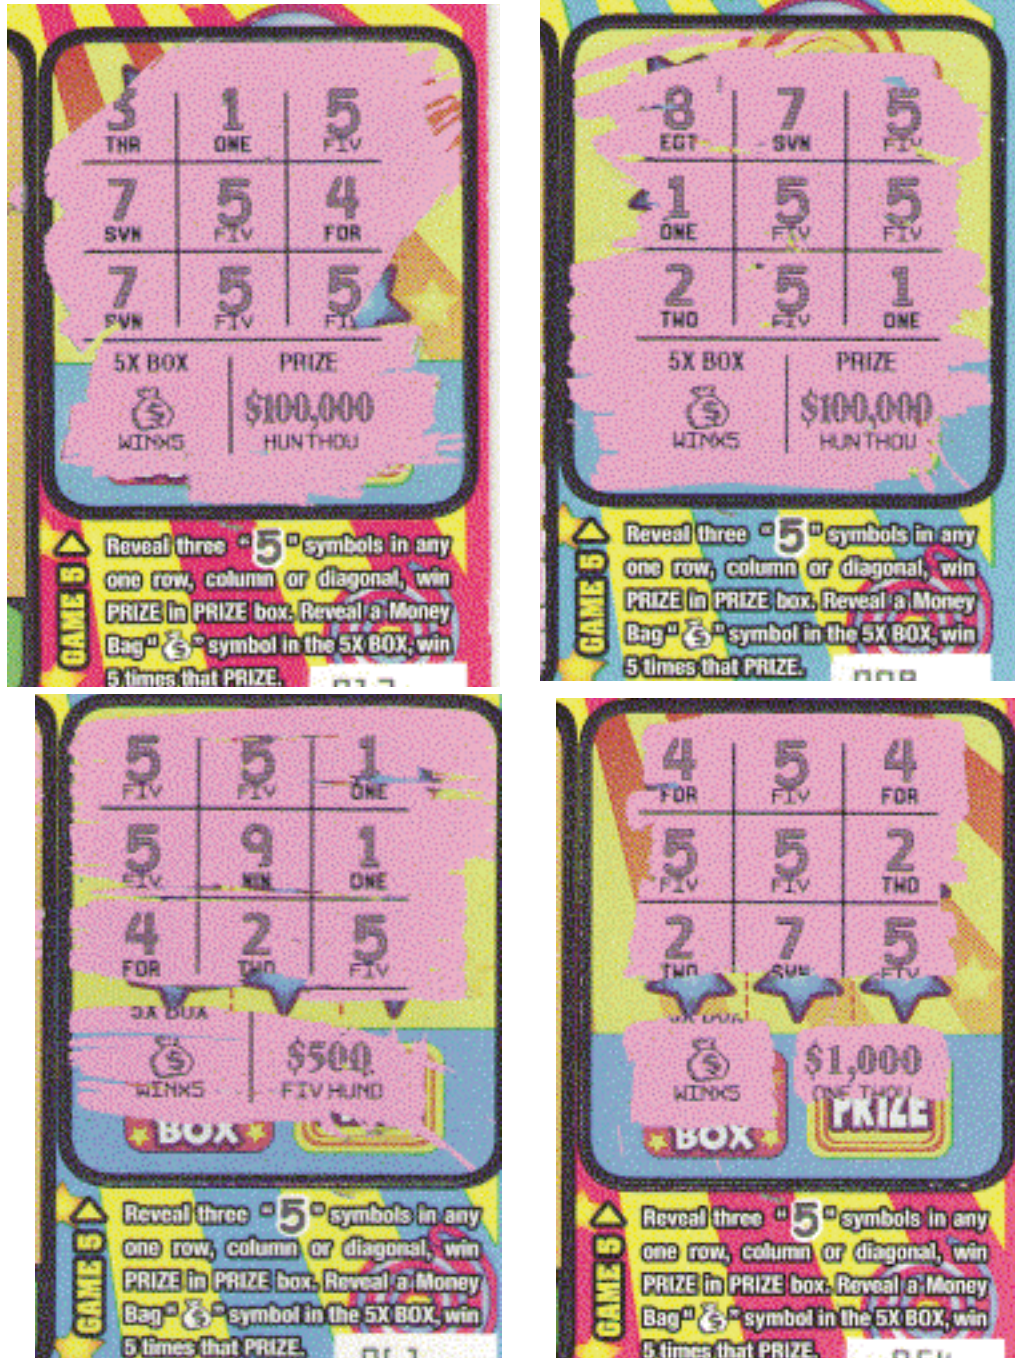 3 1 5
THR ONE FIV
7 5 4
SVN FIV FOR
7 5 5
SVN FIV FIV
5X BOX PRIZE
$100,000
WINX5 HUNTHOU
GAME 5
Reveal three "5" symbols in any
one row, column or diagonal, win
PRIZE in PRIZE box. Reveal a Money
Bag " " symbol in the 5X BOX, win
5 times that PRIZE.
8 7 5
EGT SVN FIV
1 5 5
ONE FIV FIV
2 5 1
TWO FIV ONE
5X BOX PRIZE
$100,000
WINX5 HUNTHOU
GAME 5
Reveal three "5" symbols in any
one row, column or diagonal, win
PRIZE in PRIZE box. Reveal a Money
Bag " " symbol in the 5X BOX, win
5 times that PRIZE.
5 5 1
FIV FIV ONE
5 9 1
FIV NIN ONE
4 2 5
FOR TWO FIV
5X BOX
$500
WINX5 FIV HUND
BOX
GAME 5
Reveal three "5" symbols in any
one row, column or diagonal, win
PRIZE in PRIZE box. Reveal a Money
Bag " " symbol in the 5X BOX, win
5 times that PRIZE.
4 5 4
FOR FIV FOR
5 5 2
FIV FIV TWO
2 7 5
TWO SVN FIV
$1,000
WINX5 ONE THOU
BOX PRIZE
GAME 5
Reveal three "5" symbols in any
one row, column or diagonal, win
PRIZE in PRIZE box. Reveal a Money
Bag " " symbol in the 5X BOX, win
5 times that PRIZE.